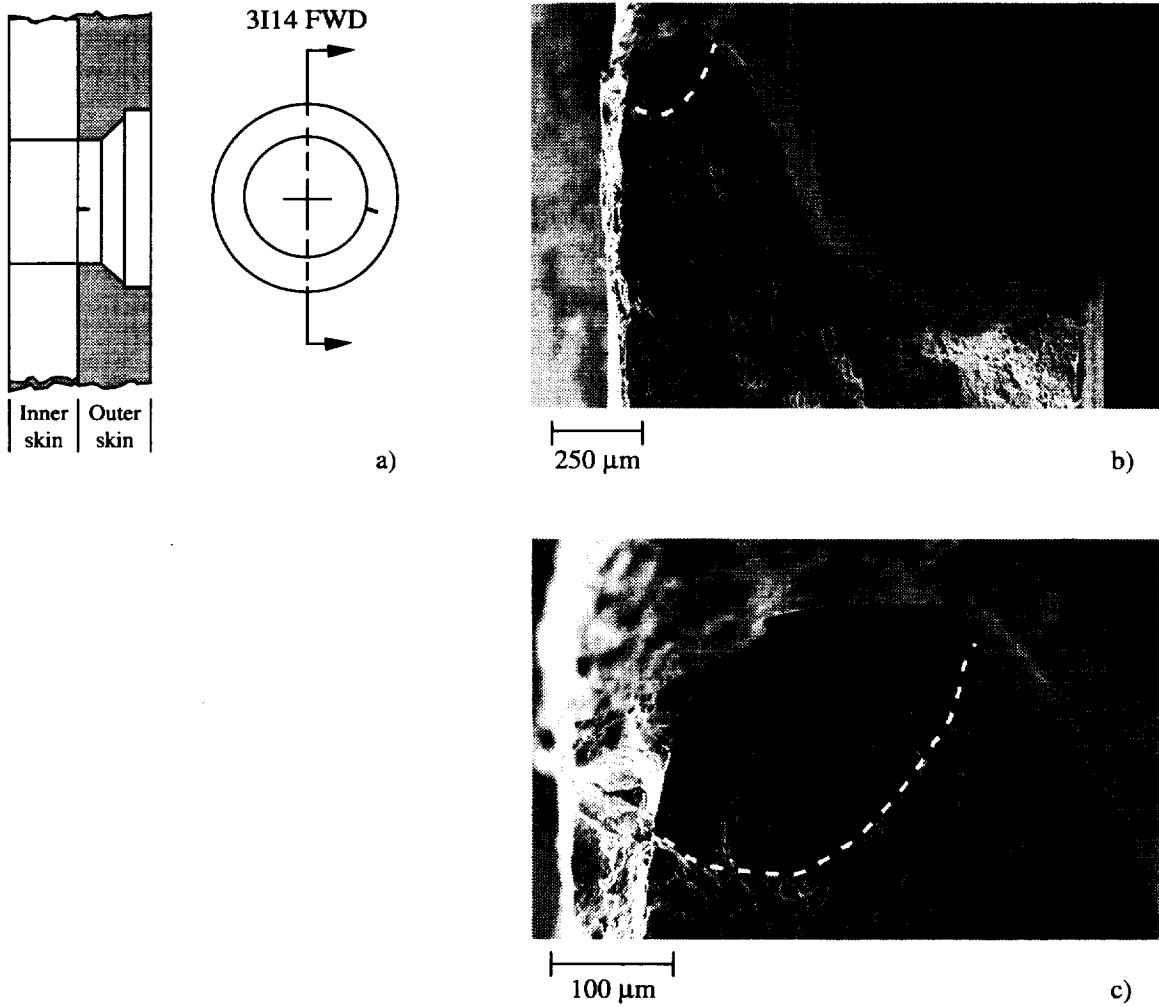 3I14 FWD
Inner
skin
Outer
skin
a)
250 μm
b)
100 μm
c)